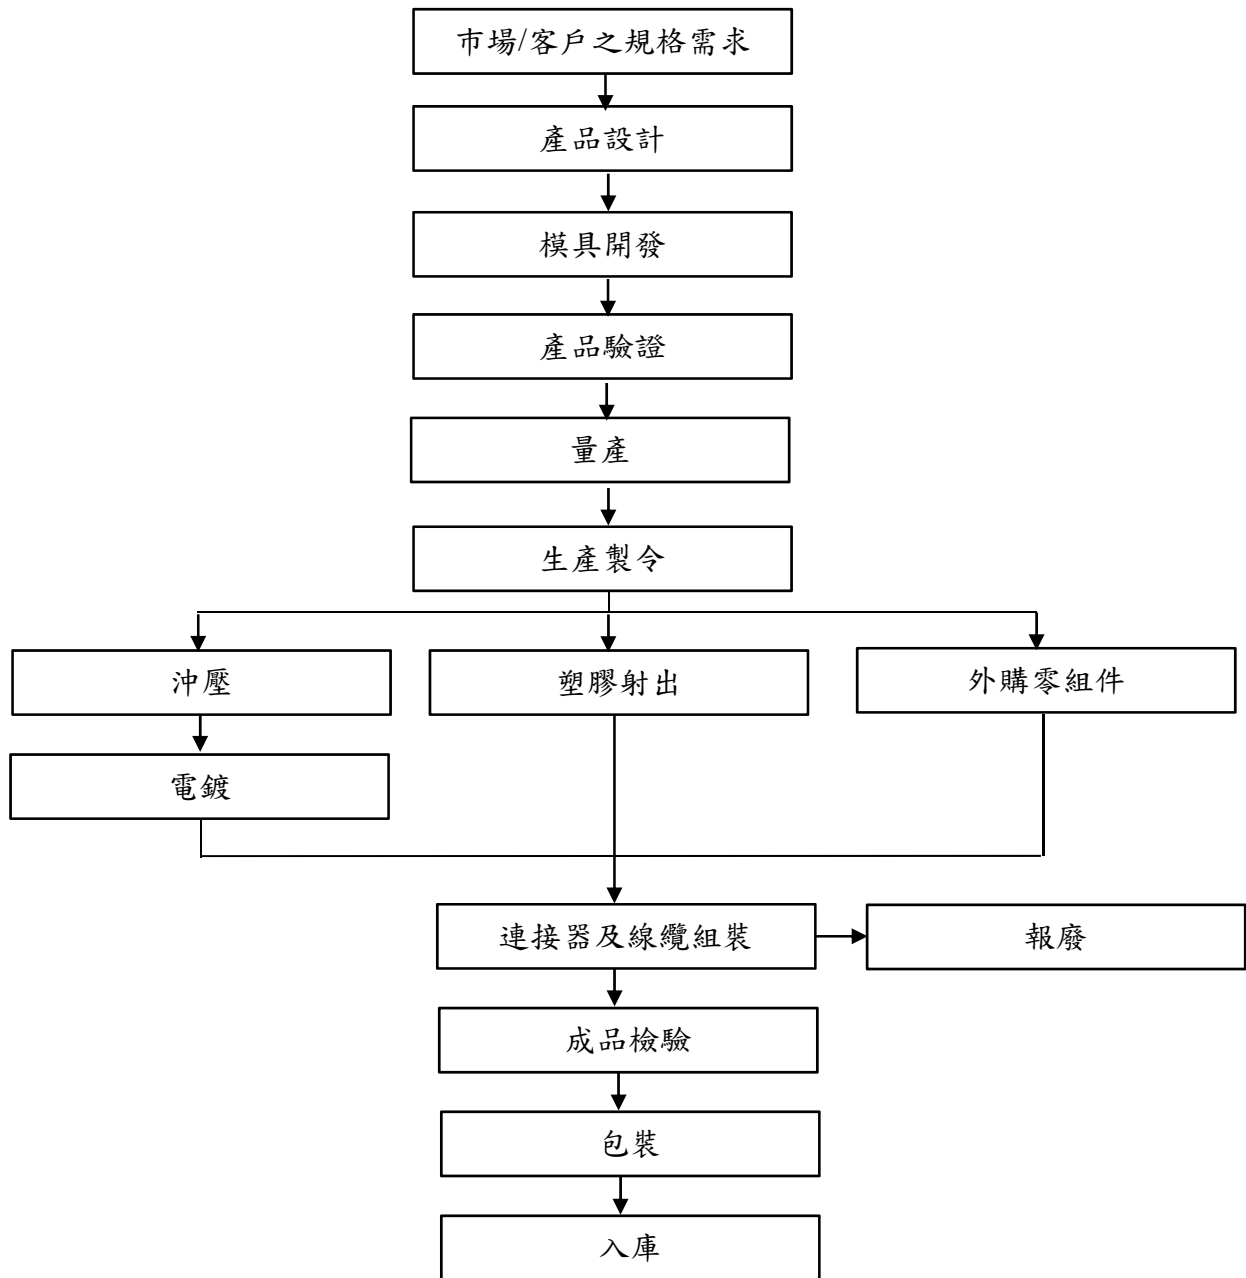 市場/客戶之規格需求
產品設計
模具開發
產品驗證
量產
生產製令
沖壓
塑膠射出
外購零組件
電鍍
連接器及線纜組裝
報廢
成品檢驗
包裝
入庫